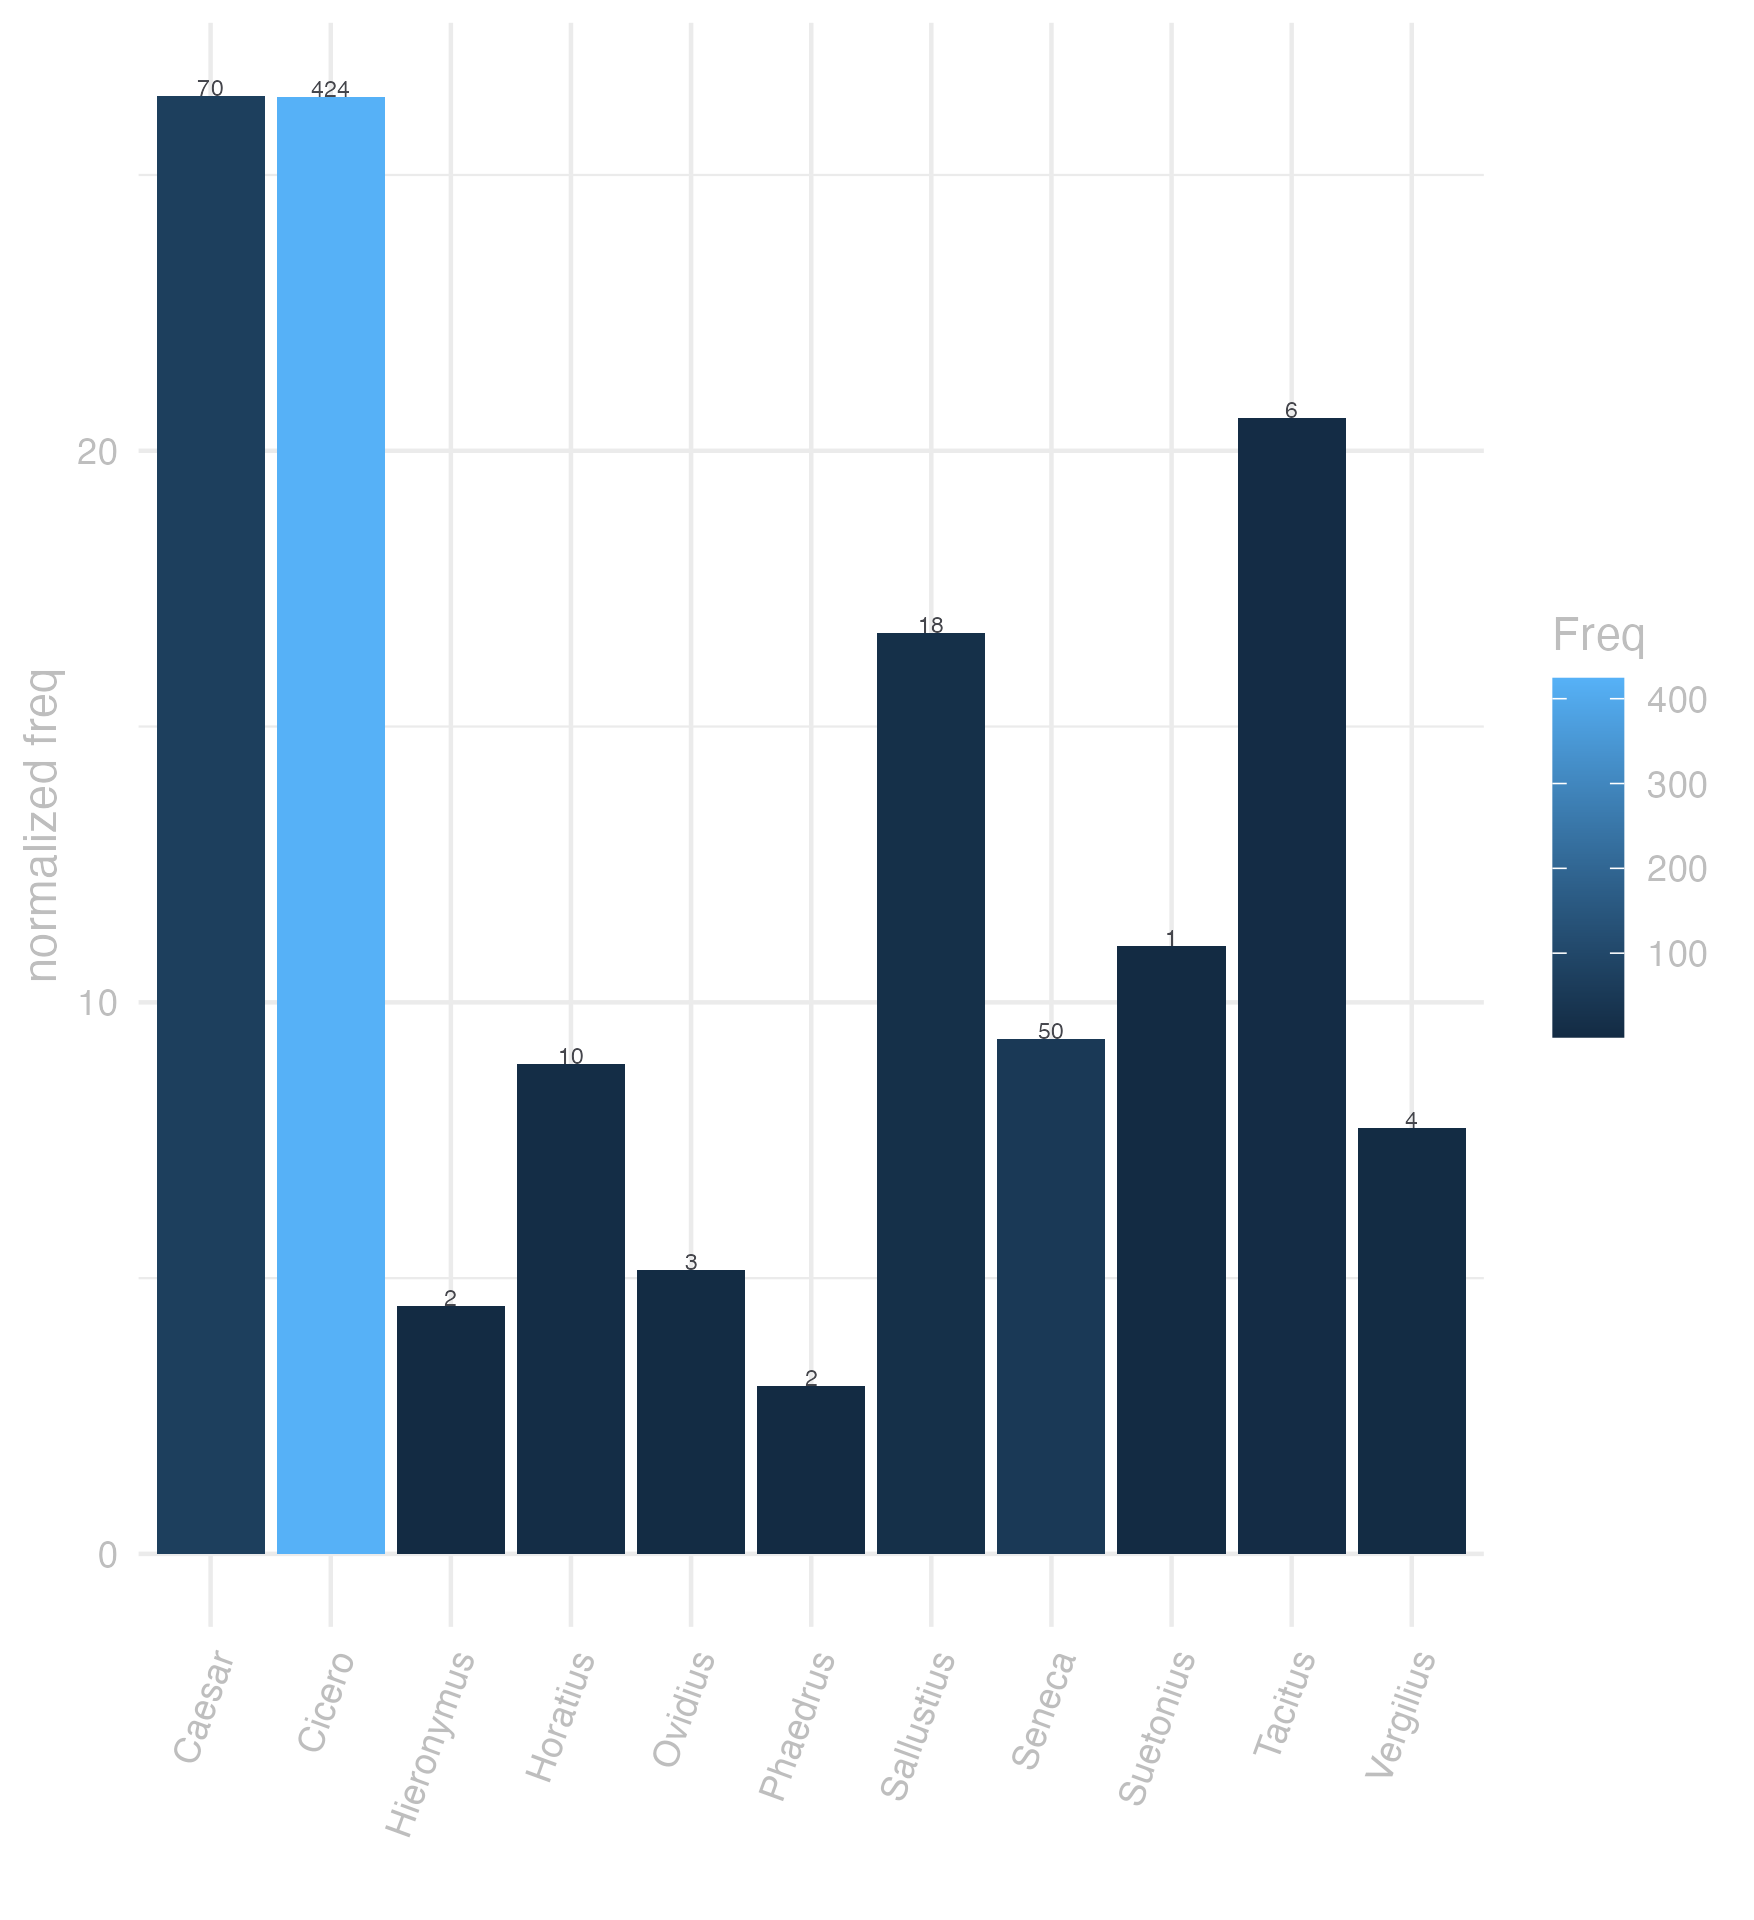 70
424
6
20
18
Freq
400
300
200
100
normalized freq
1
10
50
10
4
3
2
2
0
Caesar
Cicero
Hieronymus
Horatius
Ovidius
Phaedrus
Sallustius
Seneca
Suetonius
Tacitus
Vergilius